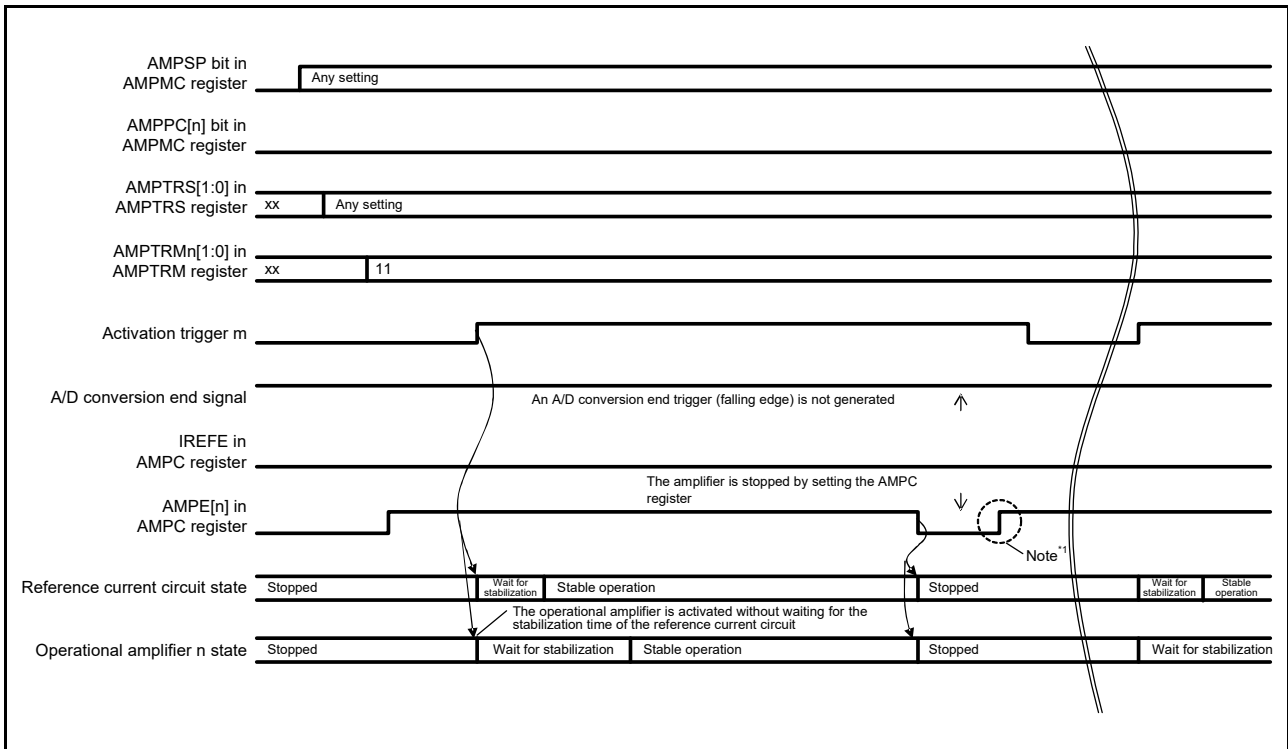 AMPSP bit in
AMPMC register
Any setting
AMPPC[n] bit in
AMPMC register
AMPTRS[1:0] in
AMPTRS register
xx
Any setting
AMPTRMn[1:0] in
AMPTRM register
xx
11
Activation trigger m
A/D conversion end signal
An A/D conversion end trigger (falling edge) is not generated
IREFE in
AMPC register
The amplifier is stopped by setting the AMPC
register
AMPE[n] in
AMPC register
Note*1
Reference current circuit state
Stopped
Wait for
stabilization
Stable operation
Stopped
Wait for
stabilization
Stable
operation
The operational amplifier is activated without waiting for the
stabilization time of the reference current circuit
Operational amplifier n state
Stopped
Wait for stabilization
Stable operation
Stopped
Wait for stabilization